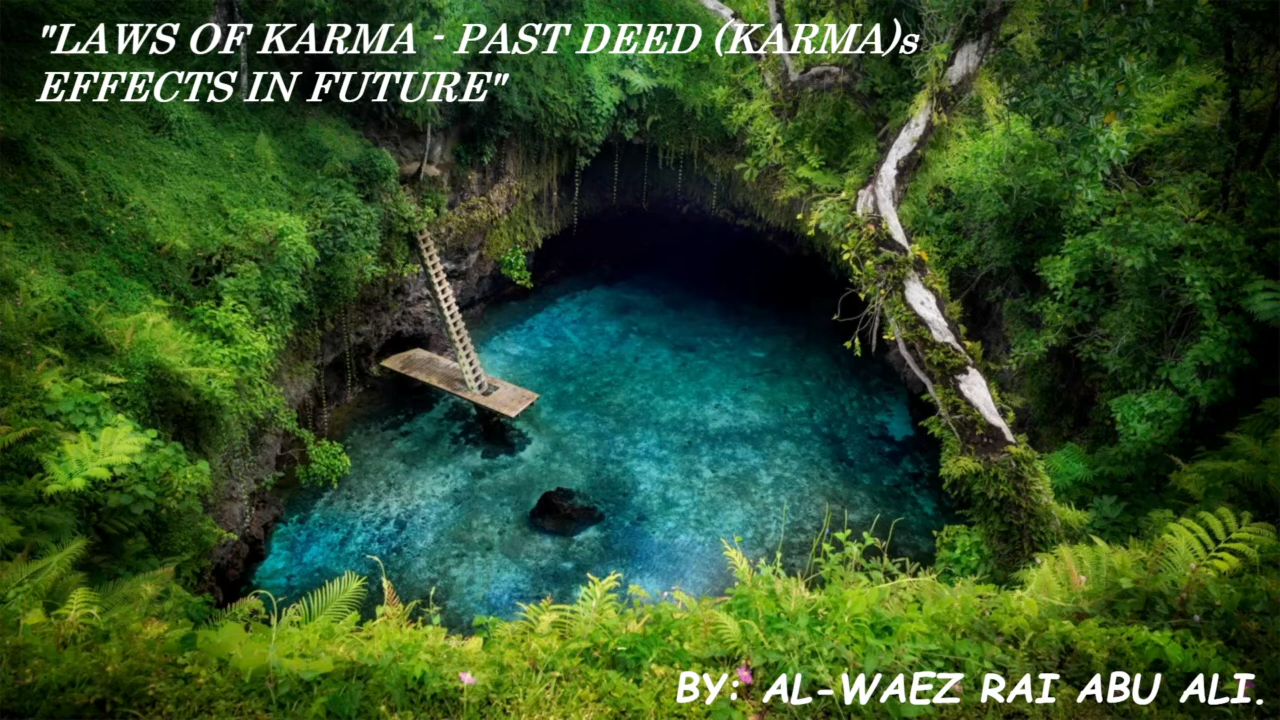 "LAWS OF KARMA - PAST DEED (KARMA)s
EFFECTS IN FUTURE"
BY: AL-WAEZ RAI ABU ALI.